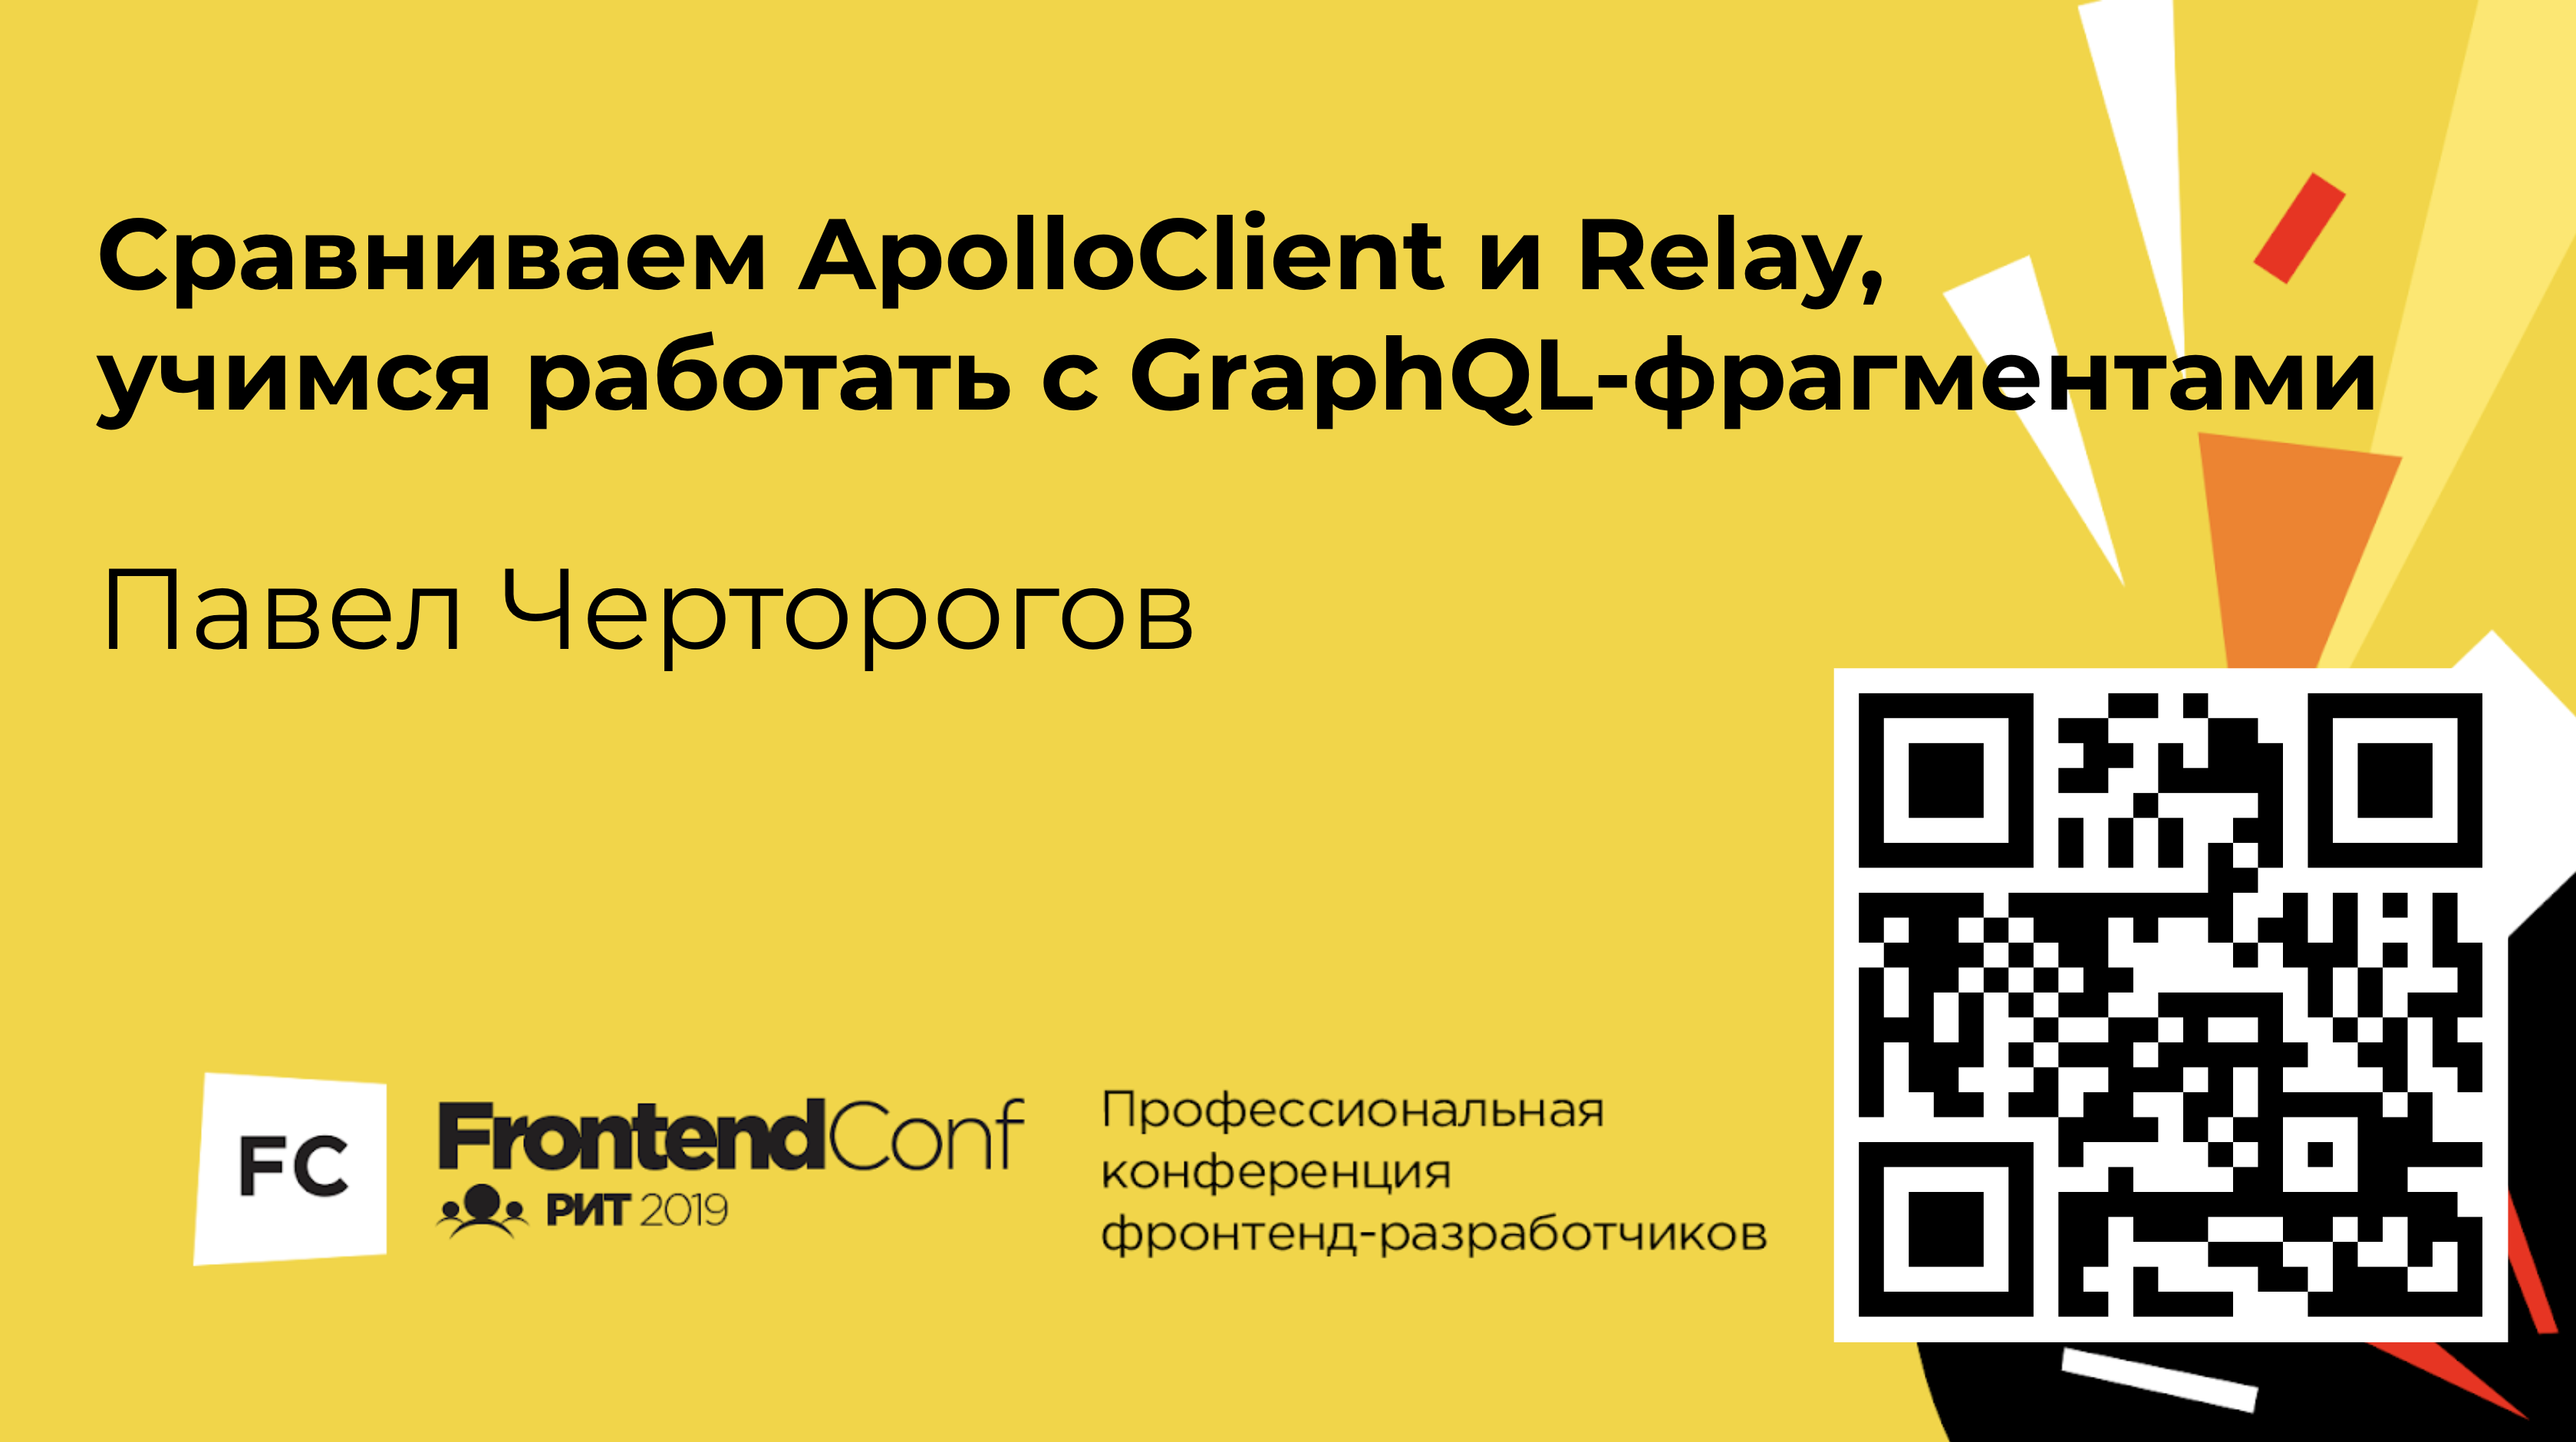 Сравниваем ApolloClient и Relay,
учимся работать с GraphQL-фрагментами
Павел Черторогов
FC
FrontendConf
РИТ 2019
Профессиональная
конференция
фронтенд-разработчиков